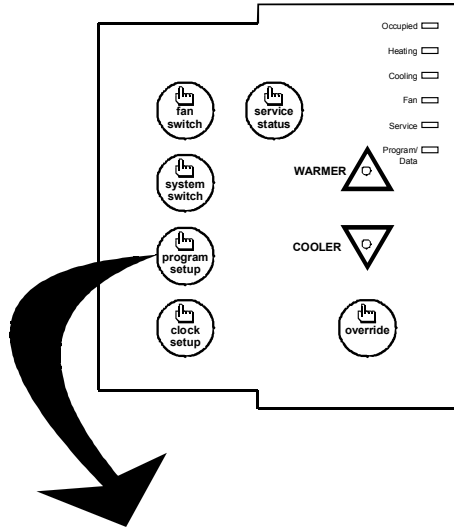 Occupied
Heating
Cooling
Fan
Service
Program/
Data
fan
switch
service
status
system
switch
WARMER
program
setup
COOLER
clock
setup
override